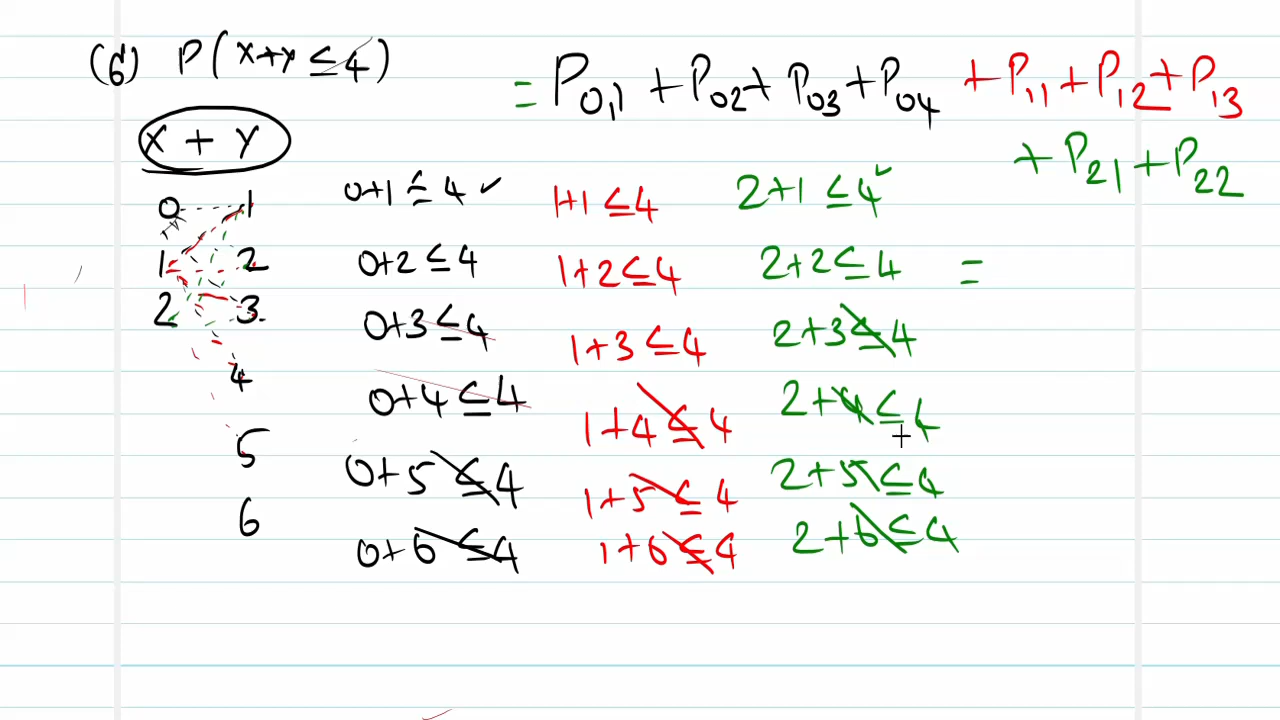 (6) P(X+Y ≤ 4)
= P01 + P02 + P03 + P04 + P11 + P12 + P13
+ P21 + P22
X + Y
0 1
1 2
2 3
4
5
6
0+1 ≤ 4 ✓
0+2 ≤ 4
0+3 ≤ 4
0+4 ≤ 4
0+5 ≤ 4
0+6 ≤ 4
1+1 ≤ 4
1+2 ≤ 4
1+3 ≤ 4
1+4 ≤ 4
1+5 ≤ 4
1+6 ≤ 4
2+1 ≤ 4 ✓
2+2 ≤ 4
2+3 ≤ 4
2+4 ≤ 4
2+5 ≤ 4
2+6 ≤ 4
=